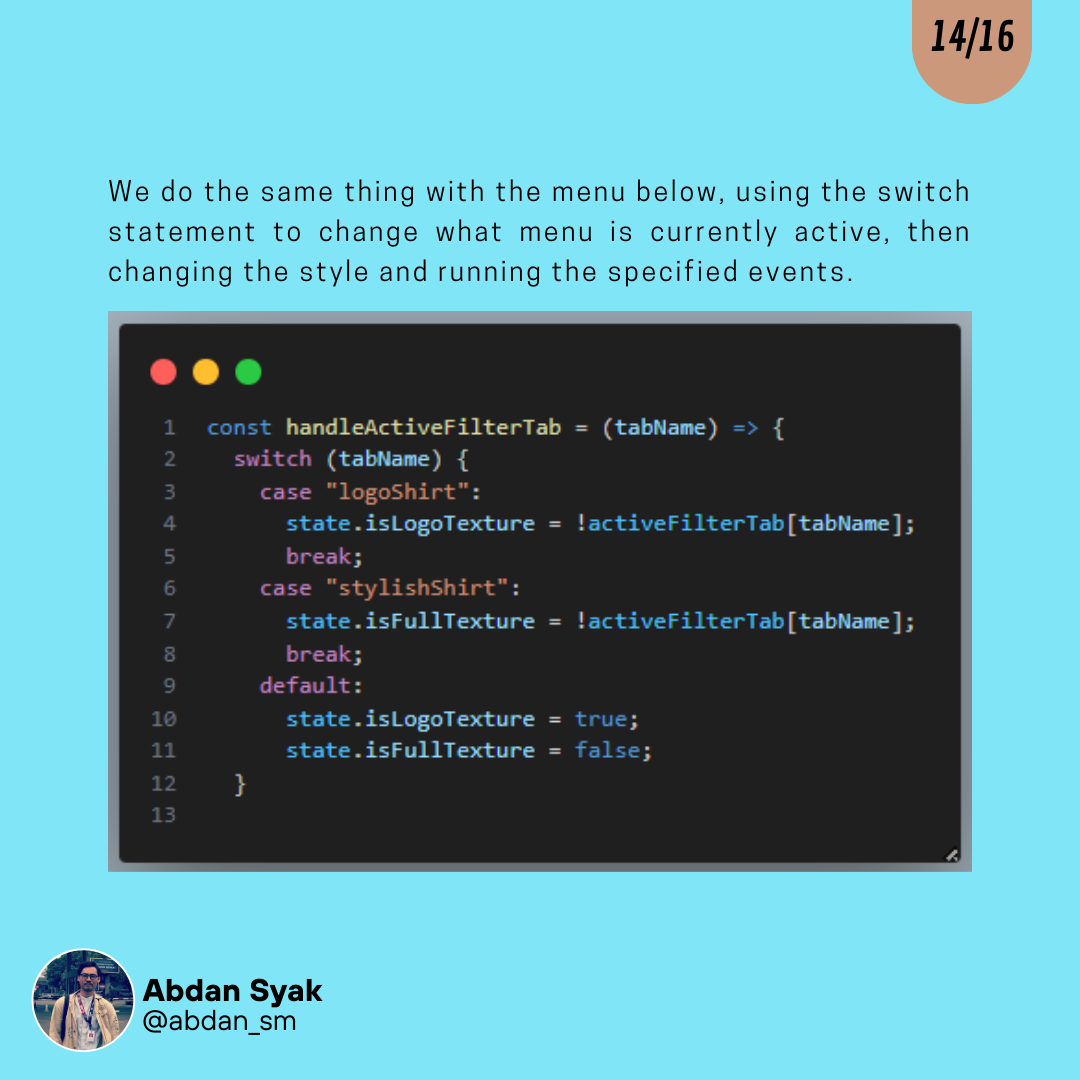 14/16
We do the same thing with the menu below, using the switch
statement to change what menu is currently active, then
changing the style and running the specified events.
1 const handleActiveFilterTab = (tabName) => {
2 switch (tabName) {
3 case "logoShirt":
4 state.isLogoTexture = !activeFilterTab[tabName];
5 break;
6 case "stylishShirt":
7 state.isFullTexture = !activeFilterTab[tabName];
8 break;
9 default:
10 state.isLogoTexture = true;
11 state.isFullTexture = false;
12 }
13
Abdan Syak
@abdan_sm